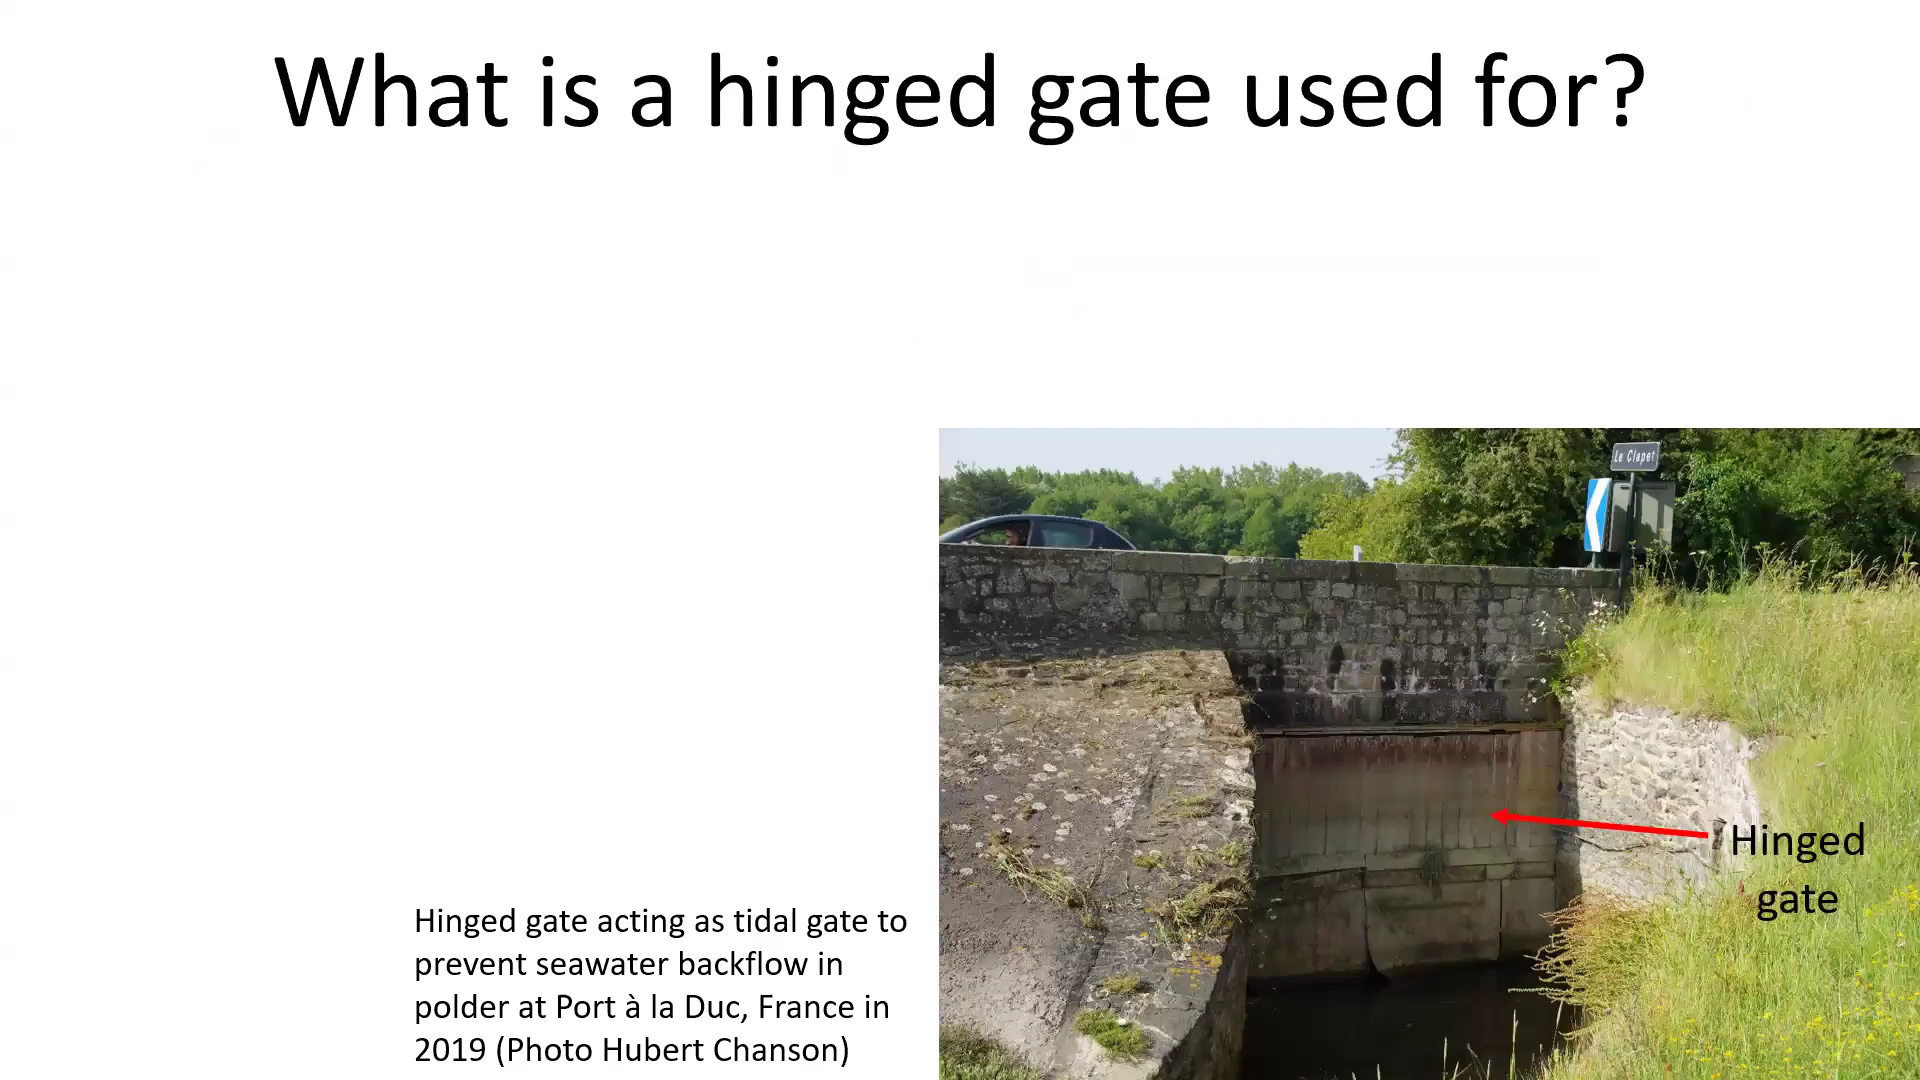 What is a hinged gate used for?
Le Clapet
Hinged
gate
Hinged gate acting as tidal gate to
prevent seawater backflow in
polder at Port à la Duc, France in
2019 (Photo Hubert Chanson)